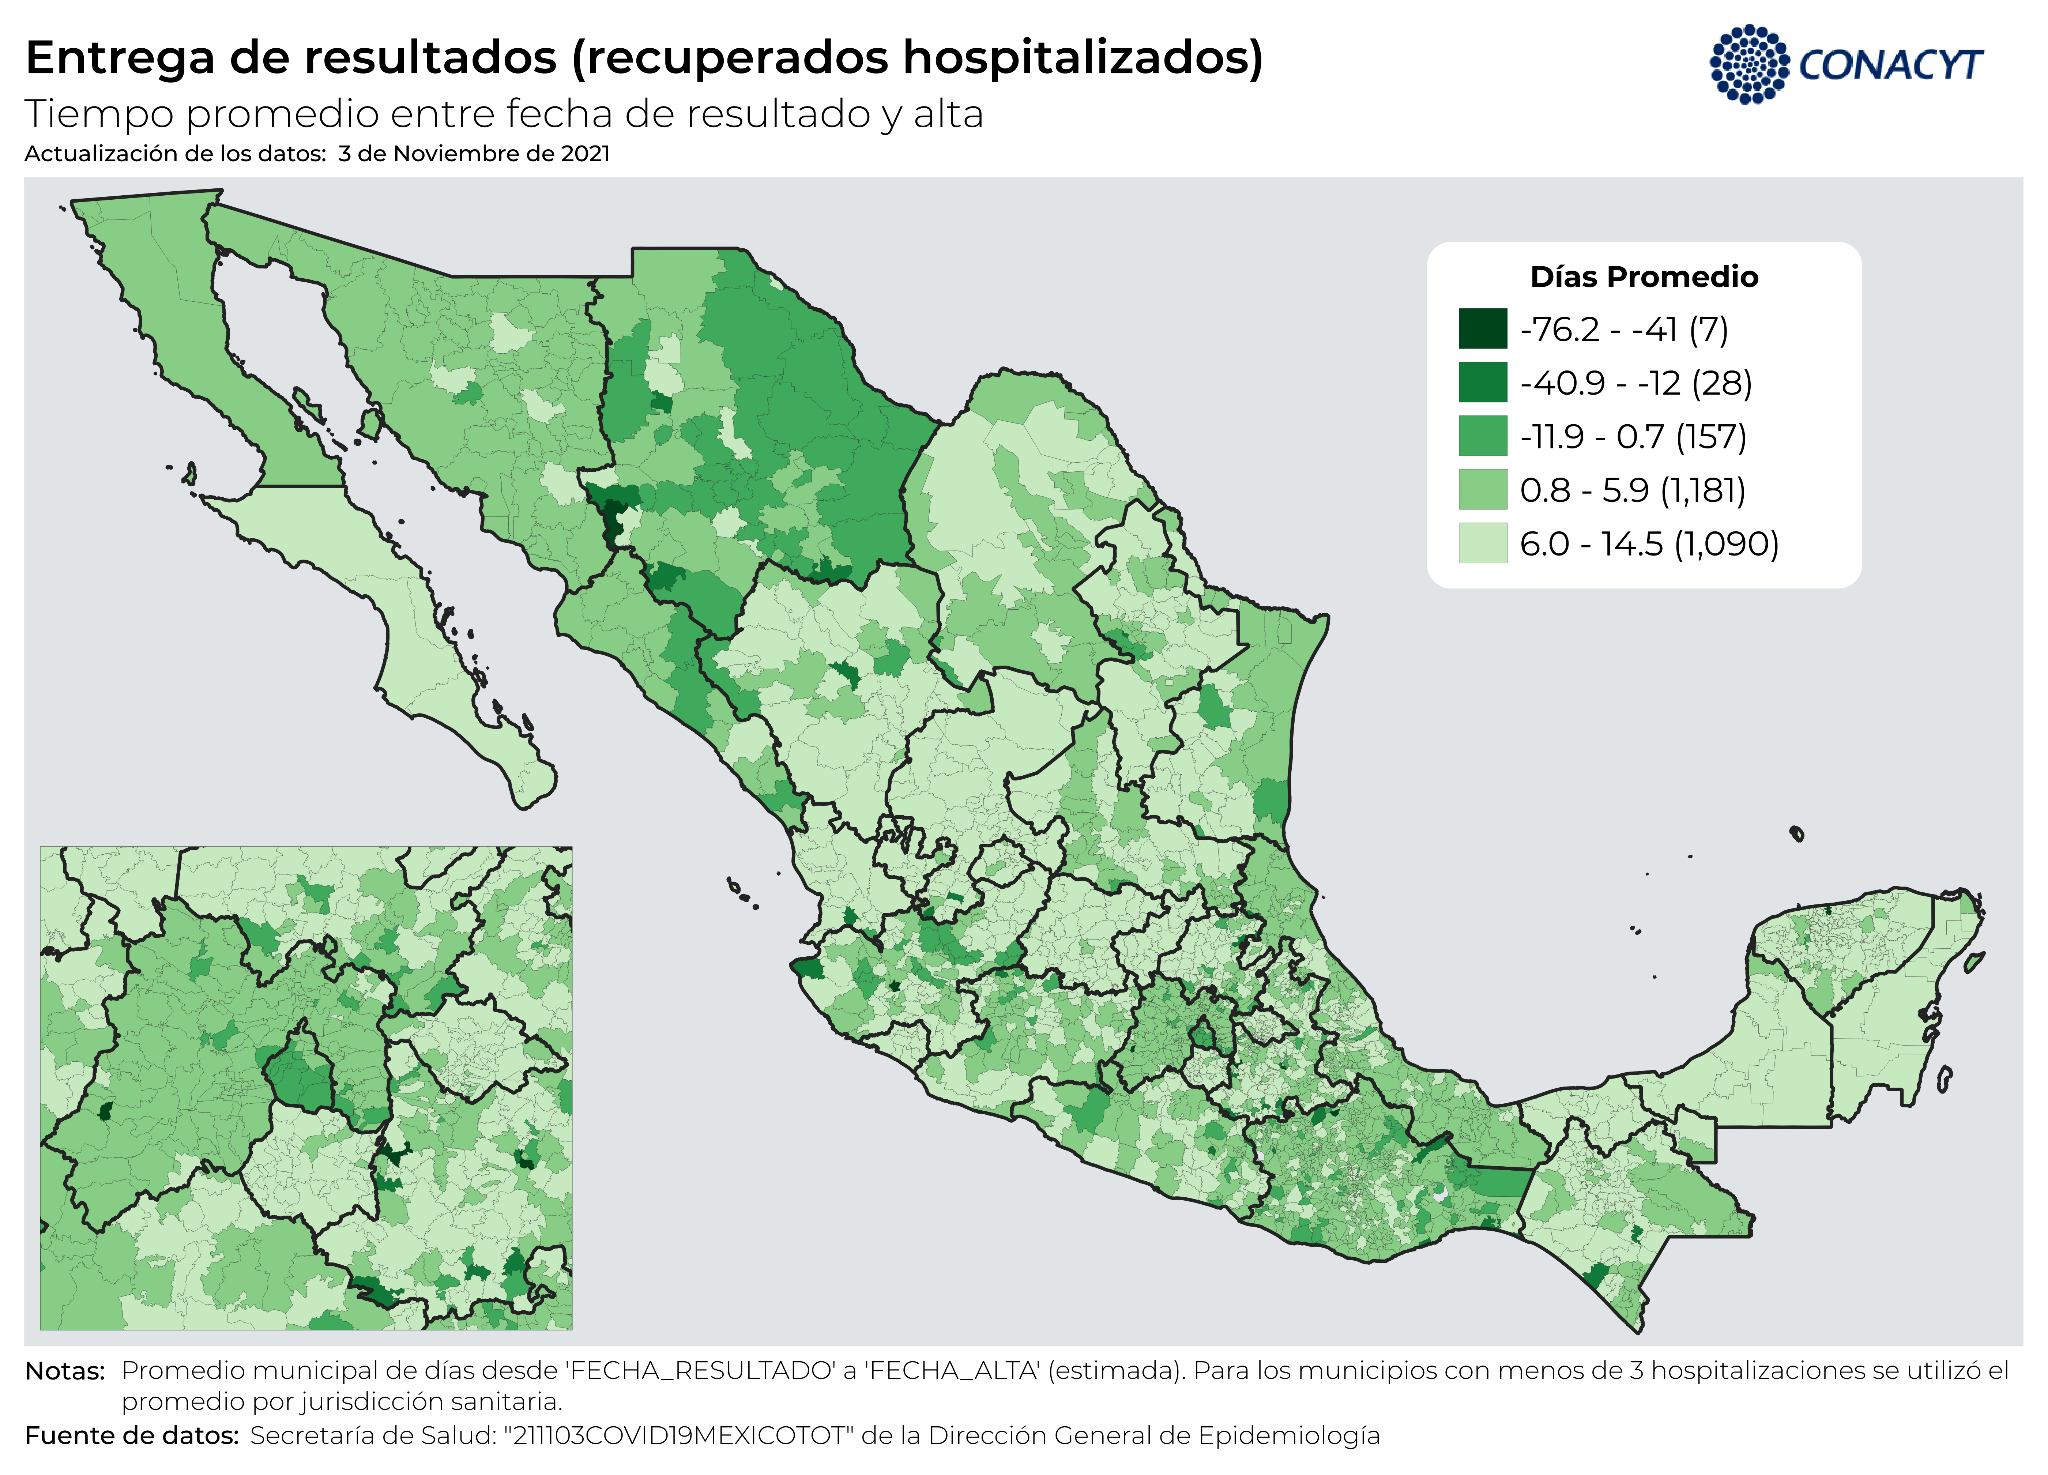 Entrega de resultados (recuperados hospitalizados)
Tiempo promedio entre fecha de resultado y alta
Actualización de los datos: 3 de Noviembre de 2021
CONACYT
Días Promedio
-76.2 - -41 (7)
-40.9 - -12 (28)
-11.9 - 0.7 (157)
0.8 - 5.9 (1,181)
6.0 - 14.5 (1,090)
Notas: Promedio municipal de días desde 'FECHA_RESULTADO' a 'FECHA_ALTA' (estimada). Para los municipios con menos de 3 hospitalizaciones se utilizó el
promedio por jurisdicción sanitaria.
Fuente de datos: Secretaría de Salud: "211103COVID19MEXICOTOT" de la Dirección General de Epidemiología